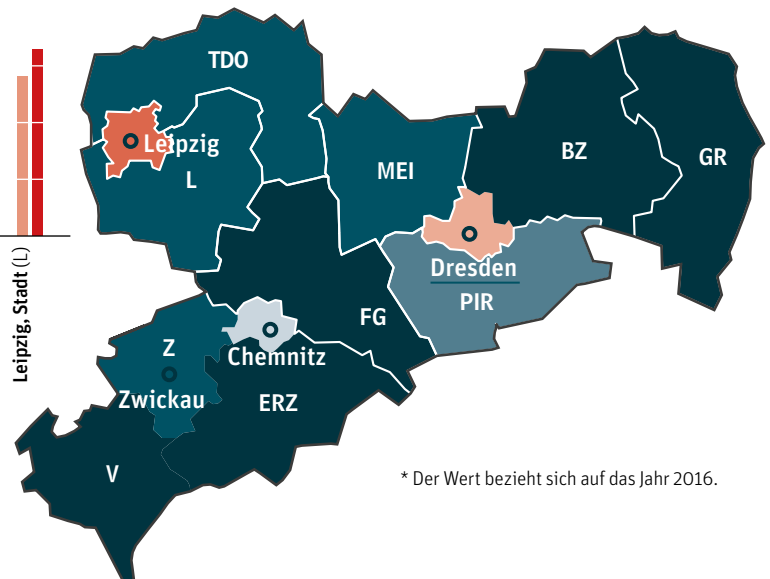 TDO
Leipzig
L
MEI
BZ
GR
Dresden
PIR
FG
Z
Chemnitz
Zwickau
ERZ
V
Leipzig, Stadt (L)
* Der Wert bezieht sich auf das Jahr 2016.